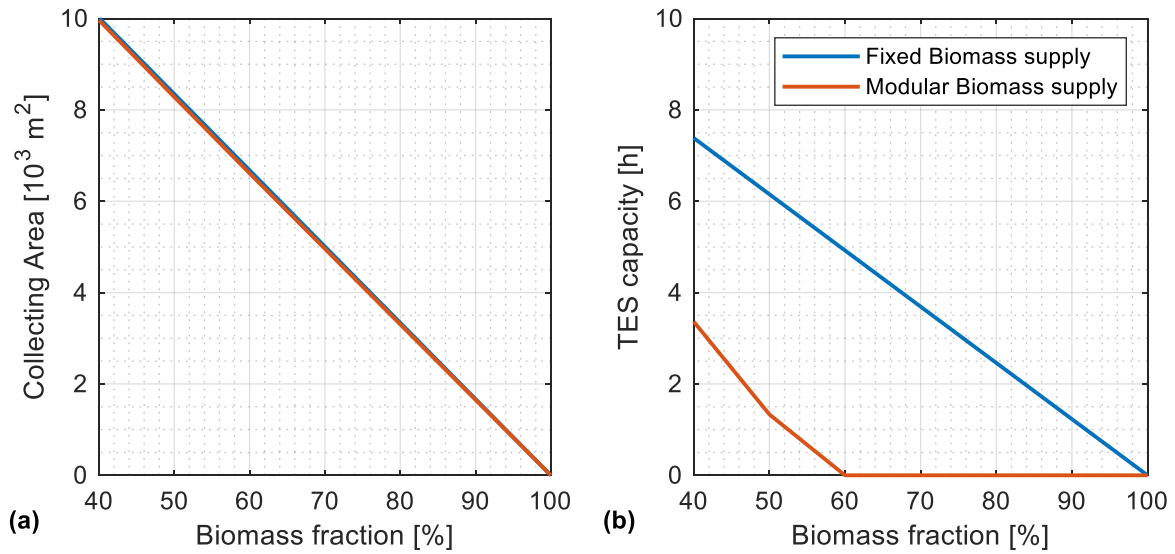 10
8
6
4
2
0
Collecting Area [10³ m²]
40 50 60 70 80 90 100
Biomass fraction [%]
(a)
Fixed Biomass supply
Modular Biomass supply
10
8
6
4
2
0
TES capacity [h]
40 50 60 70 80 90 100
Biomass fraction [%]
(b)